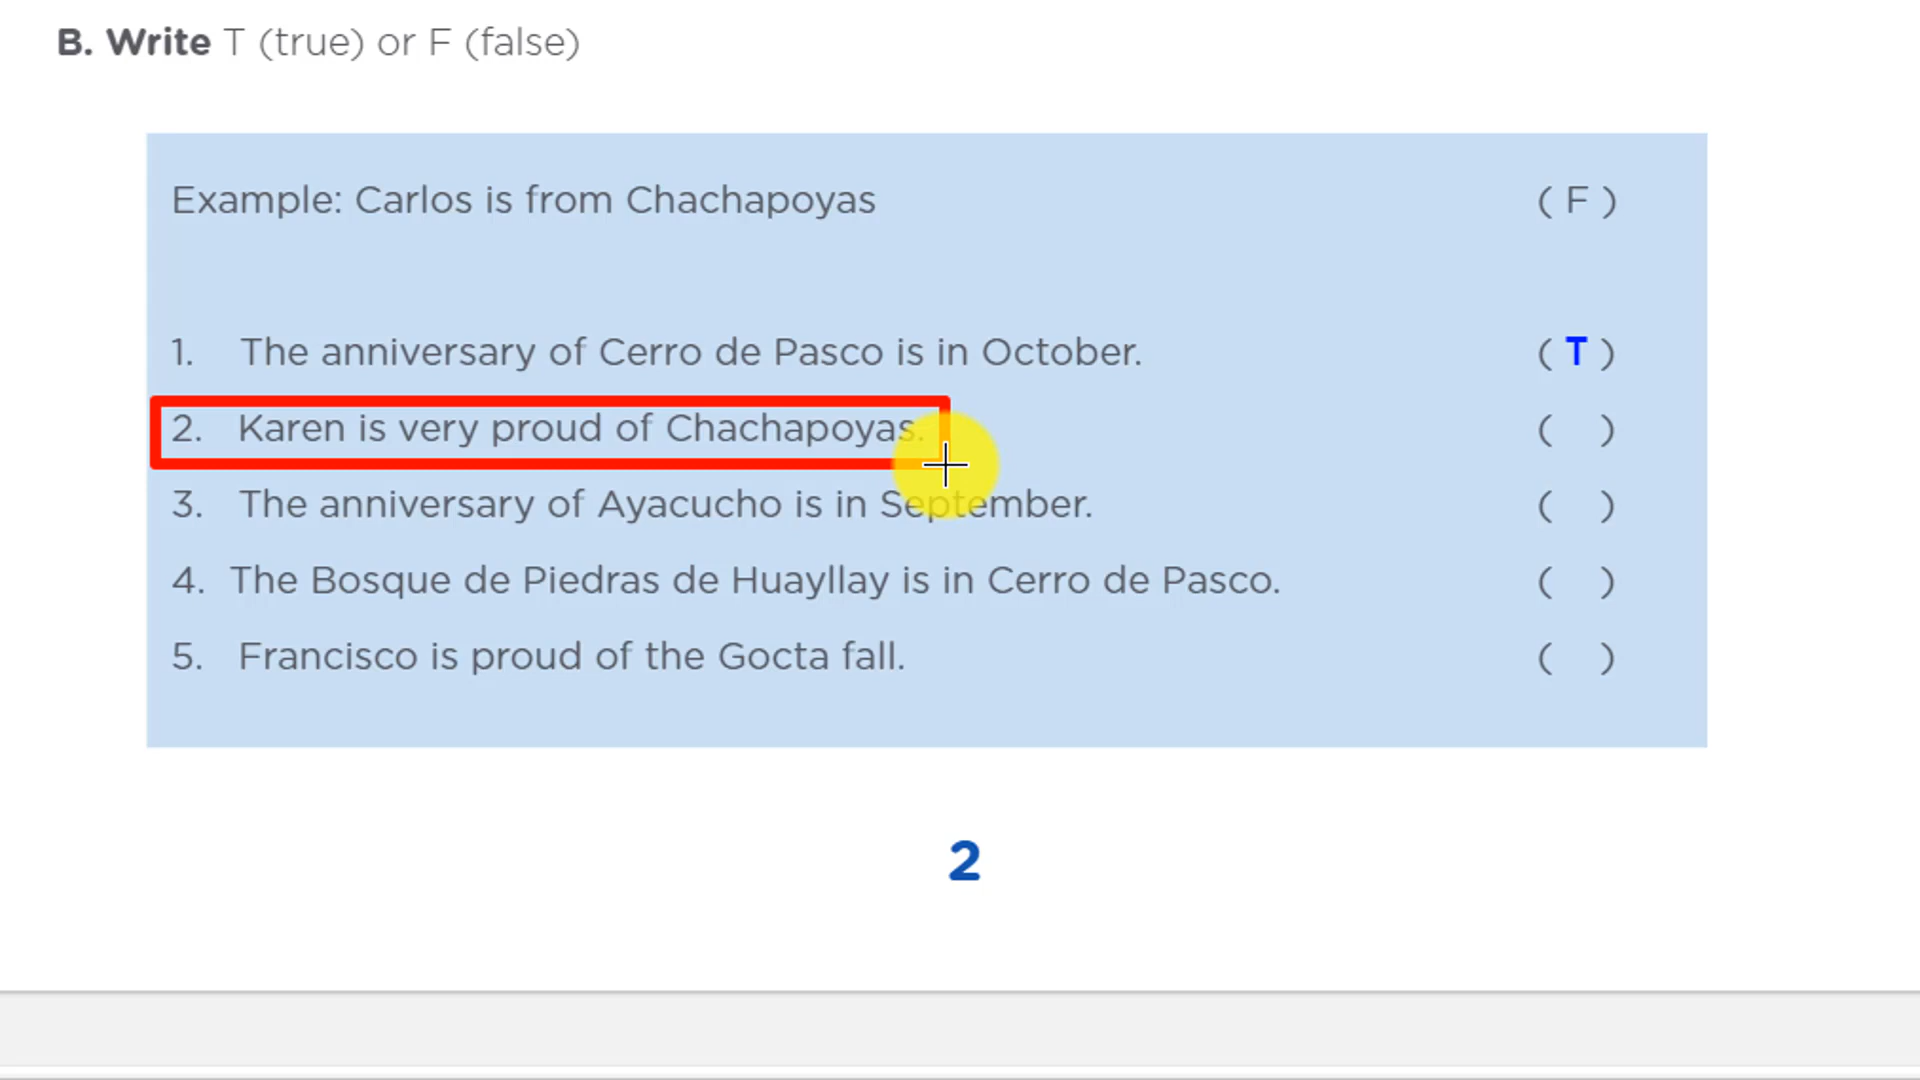 B. Write T (true) or F (false)
Example: Carlos is from Chachapoyas ( F )
1. The anniversary of Cerro de Pasco is in October. ( T )
2. Karen is very proud of Chachapoyas. ( )
3. The anniversary of Ayacucho is in September. ( )
4. The Bosque de Piedras de Huayllay is in Cerro de Pasco. ( )
5. Francisco is proud of the Gocta fall. ( )
2